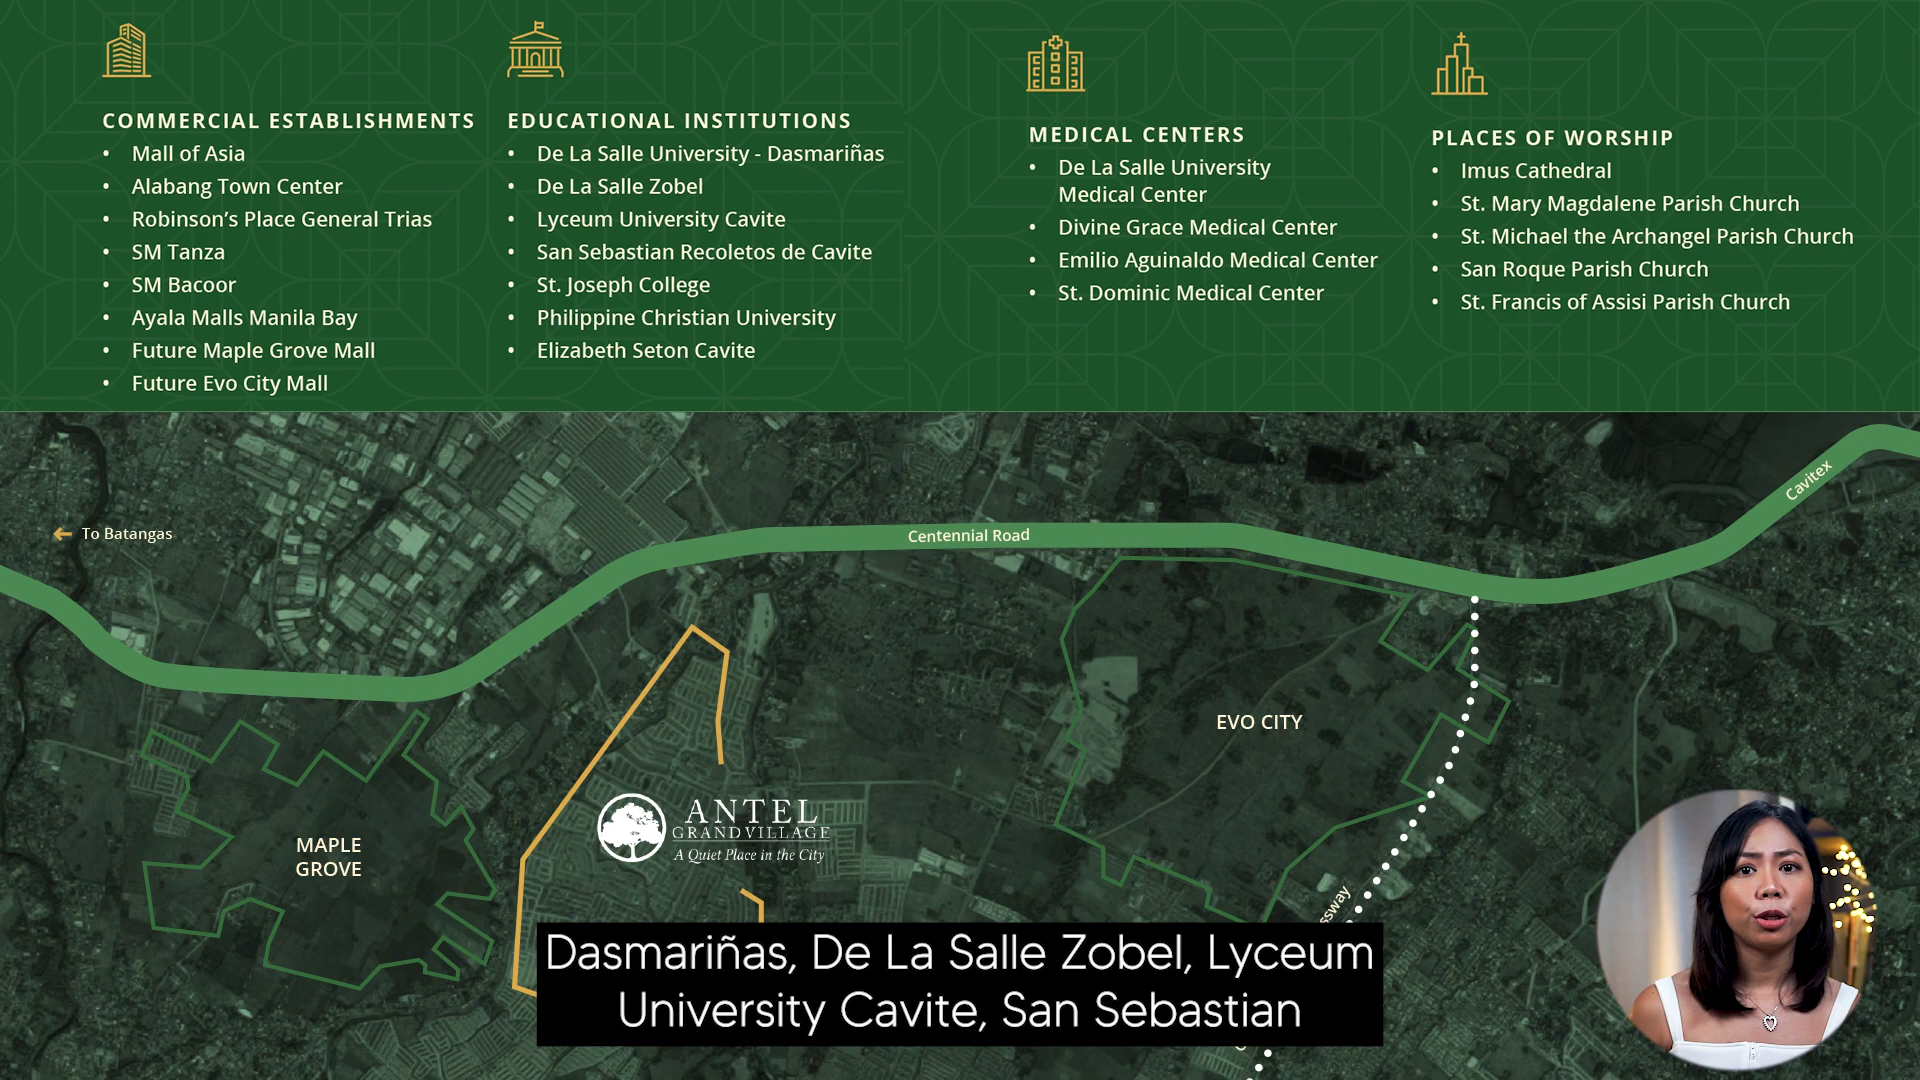 COMMERCIAL ESTABLISHMENTS
• Mall of Asia
• Alabang Town Center
• Robinson’s Place General Trias
• SM Tanza
• SM Bacoor
• Ayala Malls Manila Bay
• Future Maple Grove Mall
• Future Evo City Mall
EDUCATIONAL INSTITUTIONS
• De La Salle University - Dasmariñas
• De La Salle Zobel
• Lyceum University Cavite
• San Sebastian Recoletos de Cavite
• St. Joseph College
• Philippine Christian University
• Elizabeth Seton Cavite
MEDICAL CENTERS
• De La Salle University
Medical Center
• Divine Grace Medical Center
• Emilio Aguinaldo Medical Center
• St. Dominic Medical Center
PLACES OF WORSHIP
• Imus Cathedral
• St. Mary Magdalene Parish Church
• St. Michael the Archangel Parish Church
• San Roque Parish Church
• St. Francis of Assisi Parish Church
Cavitex
To Batangas
Centennial Road
EVO CITY
MAPLE
GROVE
ANTEL
GRAND VILLAGE
A Quiet Place in the City
ssway
Dasmariñas, De La Salle Zobel, Lyceum
University Cavite, San Sebastian